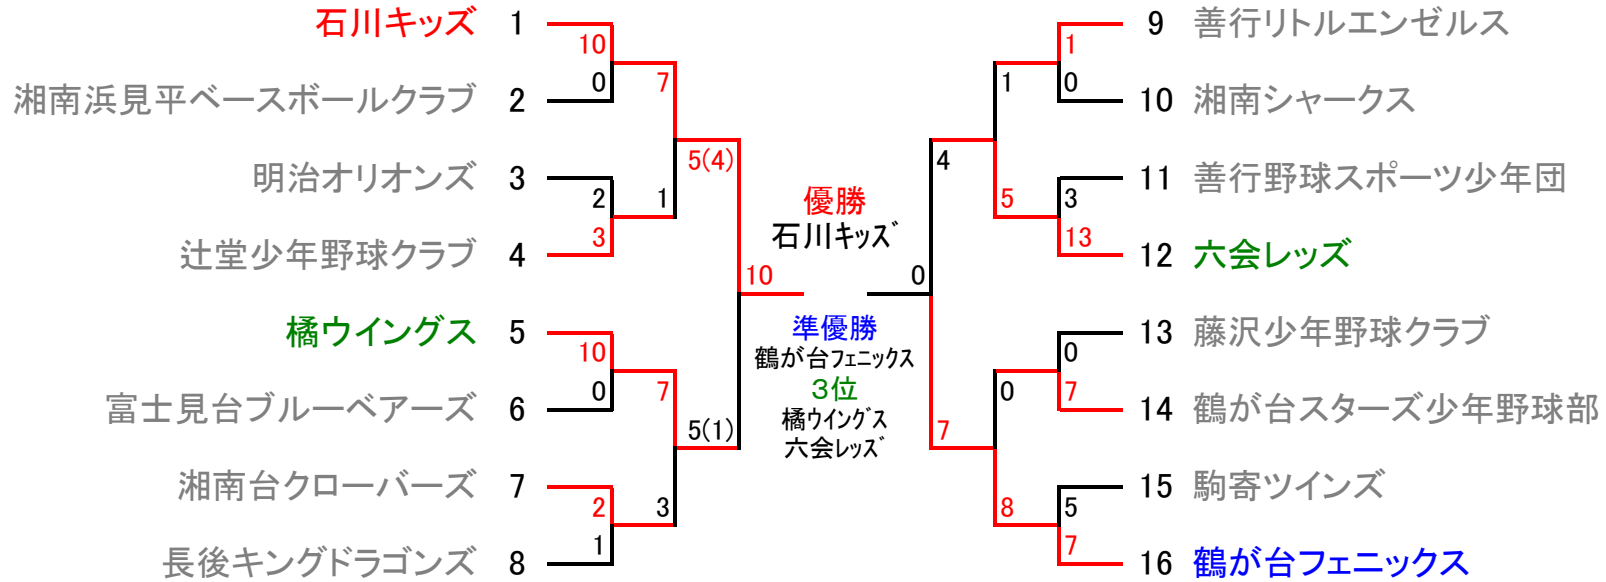 石川キッズ 1
10
0
湘南浜見平ベースボールクラブ 2
7
明治オリオンズ 3
2
3
辻堂少年野球クラブ 4
1
5(4)
橘ウイングス 5
10
0
富士見台ブルーベアーズ 6
7
湘南台クローバーズ 7
2
1
長後キングドラゴンズ 8
3
5(1)
10
優勝
石川キッズ
準優勝
鶴が台フェニックス
3位
橘ウイングス
六会レッズ
0
9 善行リトルエンゼルス
1
0
10 湘南シャークス
1
11 善行野球スポーツ少年団
3
13
12 六会レッズ
5
4
13 藤沢少年野球クラブ
0
7
14 鶴が台スターズ少年野球部
0
15 駒寄ツインズ
5
7
16 鶴が台フェニックス
8
7